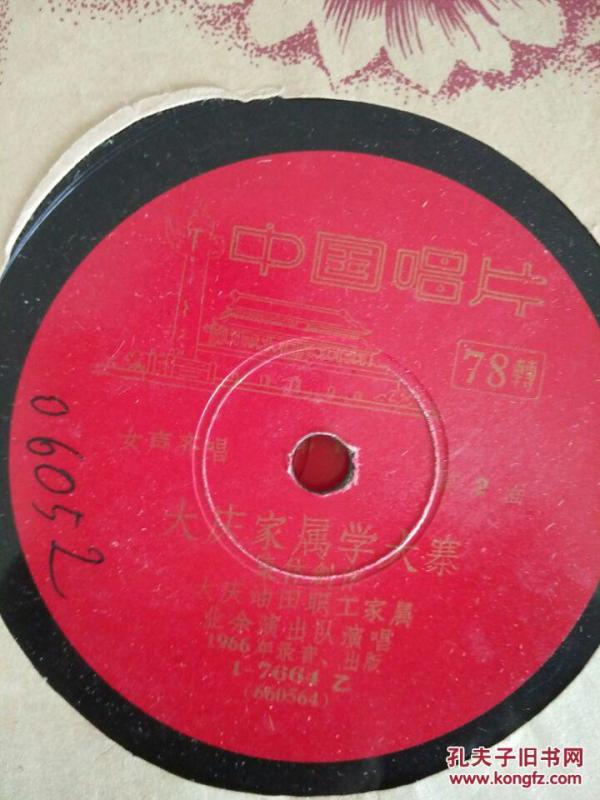 中国唱片
78轉
女声齐唱
第2面
大庆家属学大寨
大庆油田职工家属
业余演出队演唱
1966年录音、出版
1-7664乙
(660564)
06052
孔夫子旧书网
www.kongfz.com